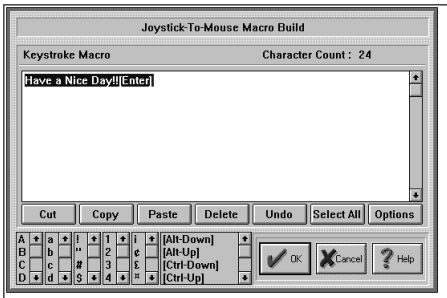 Joystick-To-Mouse Macro Build
Keystroke Macro Character Count : 24
Have a Nice Day!![Enter]
Cut Copy Paste Delete Undo Select All Options
A a ! 1 ¡ [Alt-Down]
B b " 2 ¢ [Alt-Up]
C c # 3 £ [Ctrl-Down]
D d $ 4 ¤ [Ctrl-Up]
OK Cancel ? Help